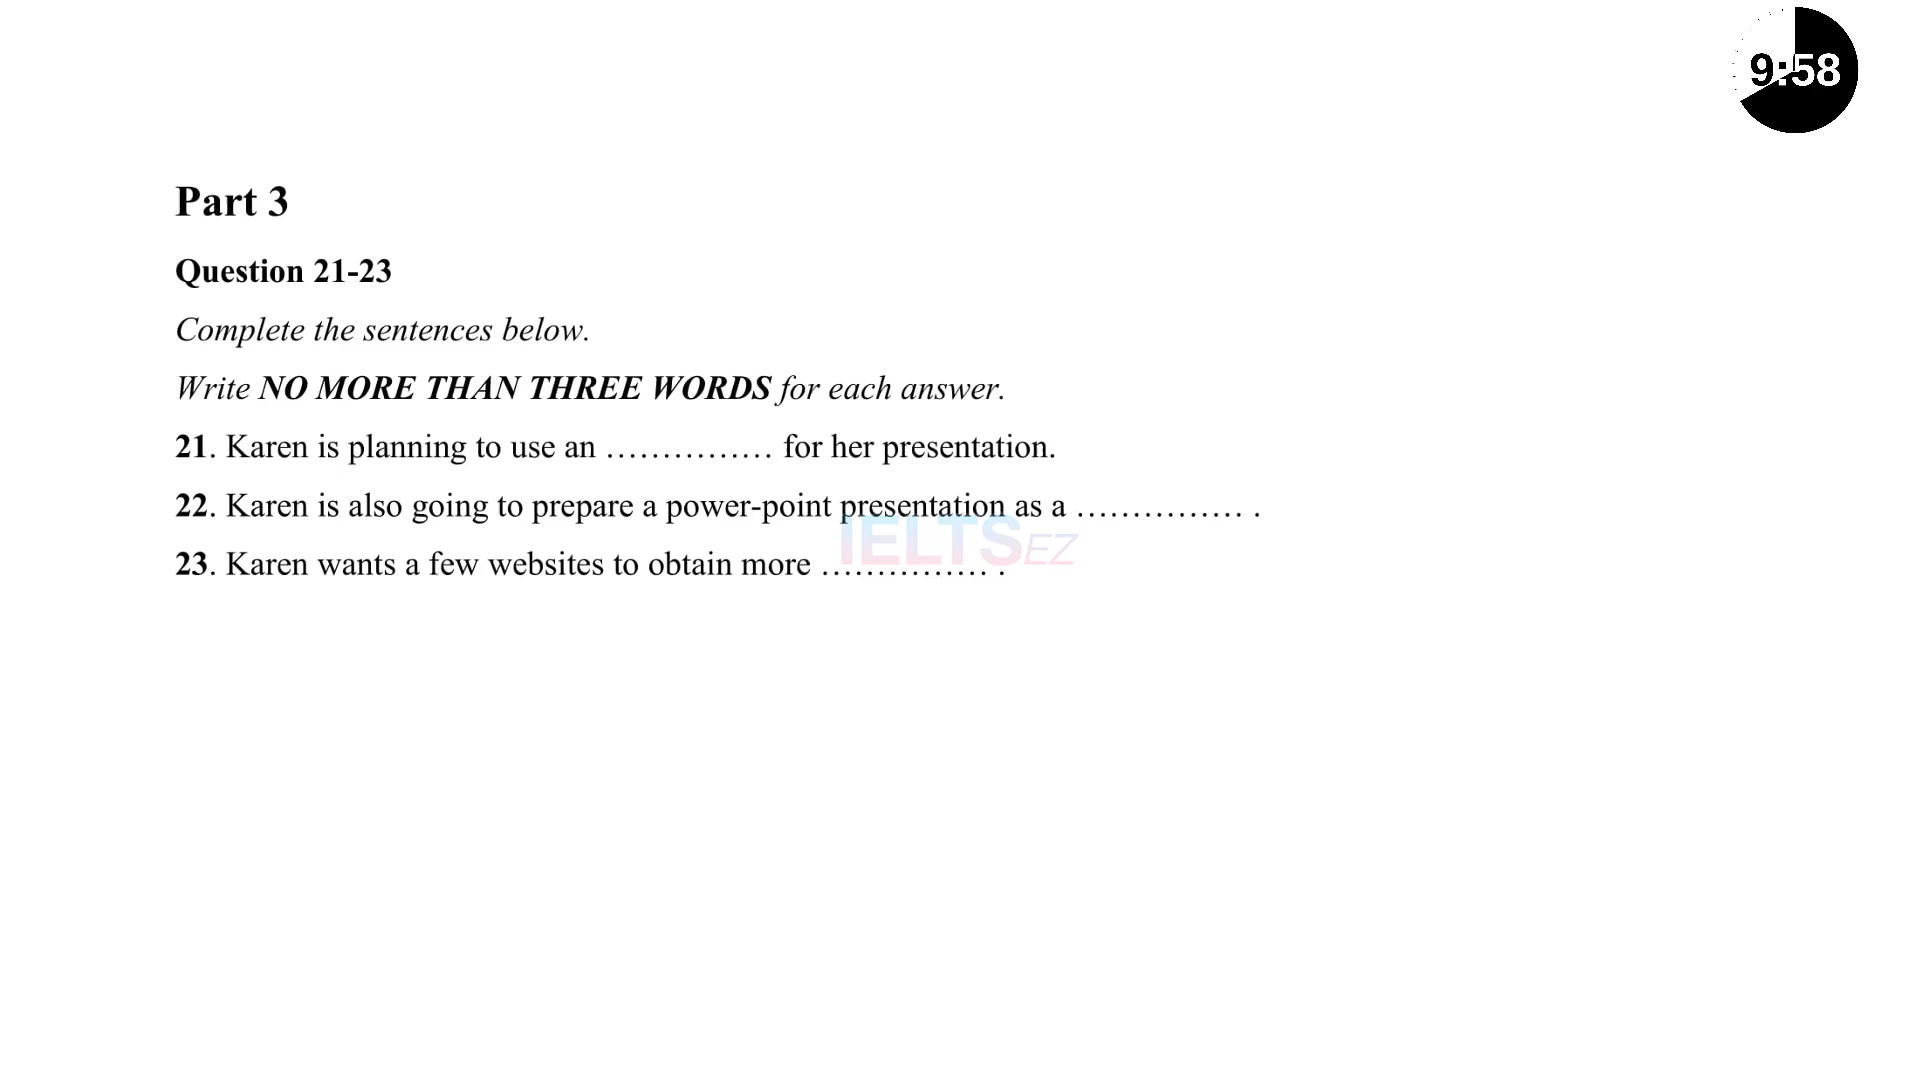 9:58
Part 3
Question 21-23
Complete the sentences below.
Write NO MORE THAN THREE WORDS for each answer.
21. Karen is planning to use an …………… for her presentation.
22. Karen is also going to prepare a power-point presentation as a …………… .
23. Karen wants a few websites to obtain more …………… .
IELTSEZ